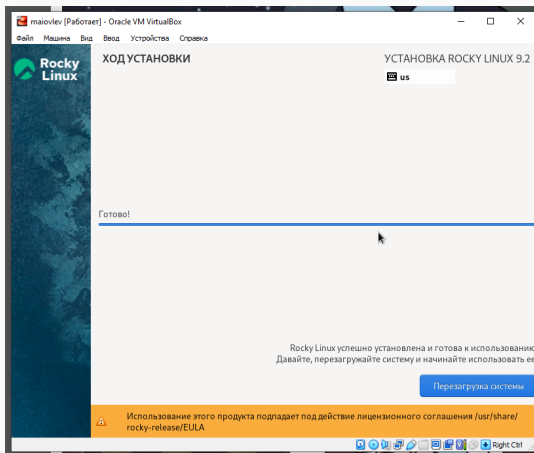 maiovlev [Работает] - Oracle VM VirtualBox
Файл Машина Вид Ввод Устройства Справка
Rocky
Linux
ХОД УСТАНОВКИ
УСТАНОВКА ROCKY LINUX 9.2
us
Готово!
Rocky Linux успешно установлена и готова к использованию
Давайте, перезагружайте систему и начинайте использовать ее
Перезагрузка системы
Использование этого продукта подпадает под действие лицензионного соглашения /usr/share/
rocky-release/EULA
Right Ctrl